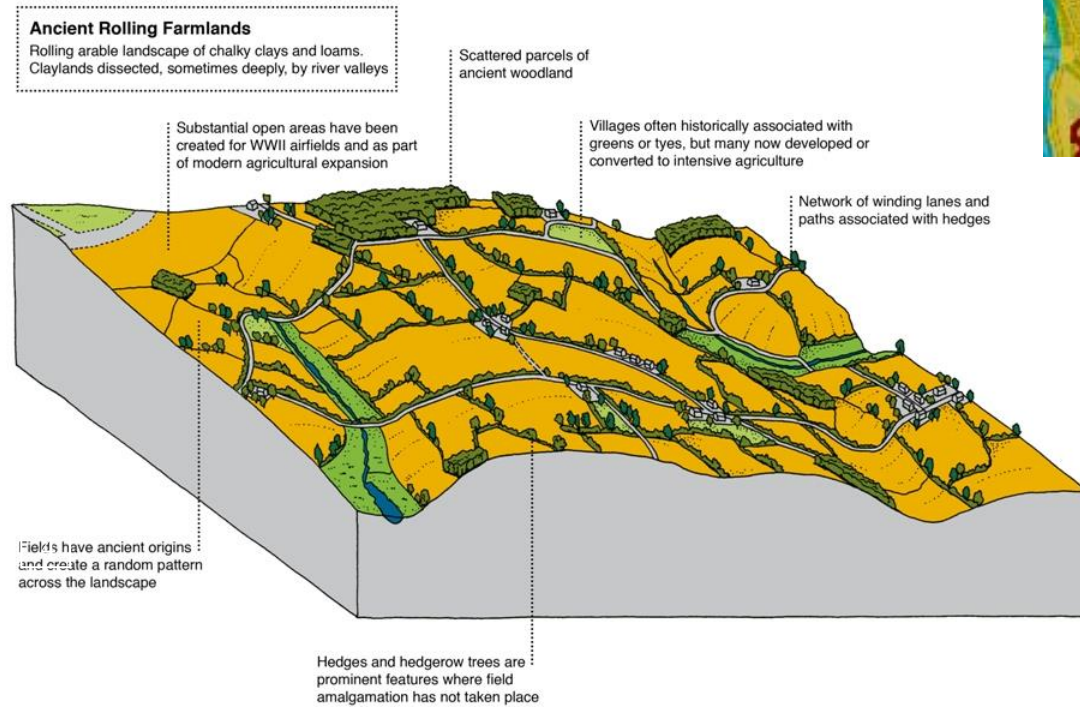 Ancient Rolling Farmlands
Rolling arable landscape of chalky clays and loams.
Claylands dissected, sometimes deeply, by river valleys
Scattered parcels of
ancient woodland
Substantial open areas have been
created for WWII airfields and as part
of modern agricultural expansion
Villages often historically associated with
greens or tyes, but many now developed or
converted to intensive agriculture
Network of winding lanes and
paths associated with hedges
Fields have ancient origins
and create a random pattern
across the landscape
Hedges and hedgerow trees are
prominent features where field
amalgamation has not taken place